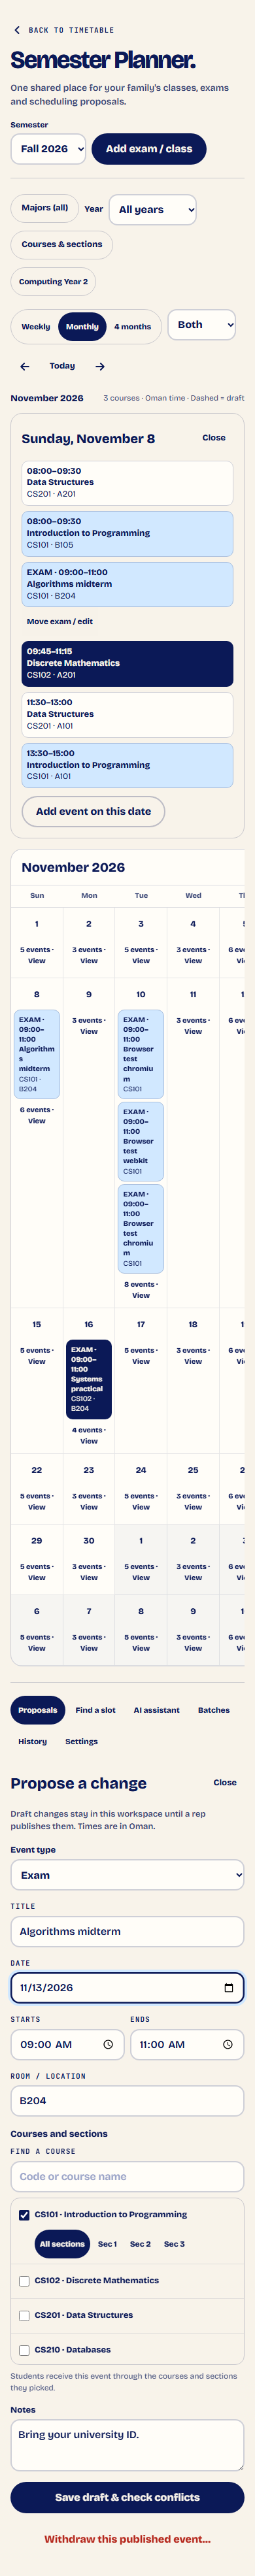 BACK TO TIMETABLE
Semester Planner.
One shared place for your family's classes, exams
and scheduling proposals.
Semester
Fall 2026
Add exam / class
Majors (all)
Year
All years
Courses & sections
Computing Year 2
Weekly
Monthly
4 months
Both
Today
November 2026
3 courses · Oman time · Dashed = draft
Sunday, November 8
Close
08:00–09:30
Data Structures
CS201 · A201
08:00–09:30
Introduction to Programming
CS101 · B105
EXAM · 09:00–11:00
Algorithms midterm
CS101 · B204
Move exam / edit
09:45–11:15
Discrete Mathematics
CS102 · A201
11:30–13:00
Data Structures
CS201 · A101
13:30–15:00
Introduction to Programming
CS101 · A101
Add event on this date
November 2026
Sun Mon Tue Wed
1 2 3 4
5 events · View
3 events · View
5 events · View
3 events · View
8 9 10 11
EXAM ·
09:00–
11:00
Algorithm
s
midterm
CS101 ·
B204
6 events · View
3 events · View
EXAM ·
09:00–
11:00
Browser
test
chromiu
m
CS101
EXAM ·
09:00–
11:00
Browser
test
webkit
CS101
EXAM ·
09:00–
11:00
Browser
test
chromiu
m
CS101
8 events · View
3 events · View
15 16 17 18
5 events · View
EXAM ·
09:00–
11:00
Systems
practical
CS102 ·
B204
4 events · View
5 events · View
3 events · View
22 23 24 25
5 events · View
3 events · View
5 events · View
3 events · View
29 30 1 2
5 events · View
3 events · View
5 events · View
3 events · View
6 7 8 9
5 events · View
3 events · View
5 events · View
3 events · View
Proposals
Find a slot
AI assistant
Batches
History
Settings
Propose a change
Close
Draft changes stay in this workspace until a rep
publishes them. Times are in Oman.
Event type
Exam
TITLE
Algorithms midterm
DATE
11/13/2026
STARTS
ENDS
09:00 AM
11:00 AM
ROOM / LOCATION
B204
Courses and sections
FIND A COURSE
Code or course name
CS101 · Introduction to Programming
All sections
Sec 1
Sec 2
Sec 3
CS102 · Discrete Mathematics
CS201 · Data Structures
CS210 · Databases
Students receive this event through the courses and sections
they picked.
Notes
Bring your university ID.
Save draft & check conflicts
Withdraw this published event...